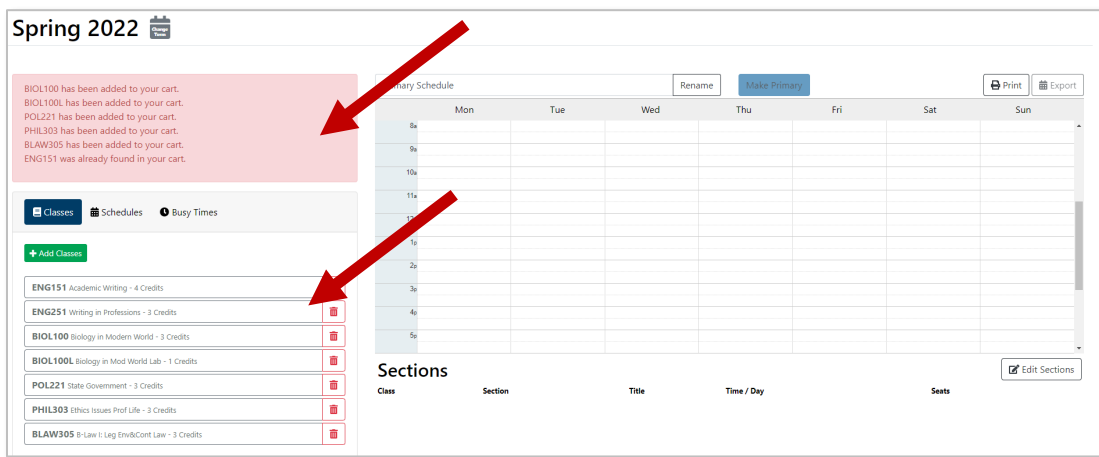 Spring 2022
Change
Term
BIOL100 has been added to your cart.
BIOL100L has been added to your cart.
POL221 has been added to your cart.
PHIL303 has been added to your cart.
BLAW305 has been added to your cart.
ENG151 was already found in your cart.
Classes Schedules Busy Times
Add Classes
ENG151 Academic Writing - 4 Credits
ENG251 Writing in Professions - 3 Credits
BIOL100 Biology in Modern World - 3 Credits
BIOL100L Biology in Mod World Lab - 1 Credits
POL221 State Government - 3 Credits
PHIL303 Ethics Issues Prof Life - 3 Credits
BLAW305 B-Law I: Leg Env&Cont Law - 3 Credits
Schedule Rename Make Primary Print Export
Mon Tue Wed Thu Fri Sat Sun
8a
9a
10a
11a
1p
2p
3p
4p
5p
Sections Edit Sections
Class Section Title Time / Day Seats